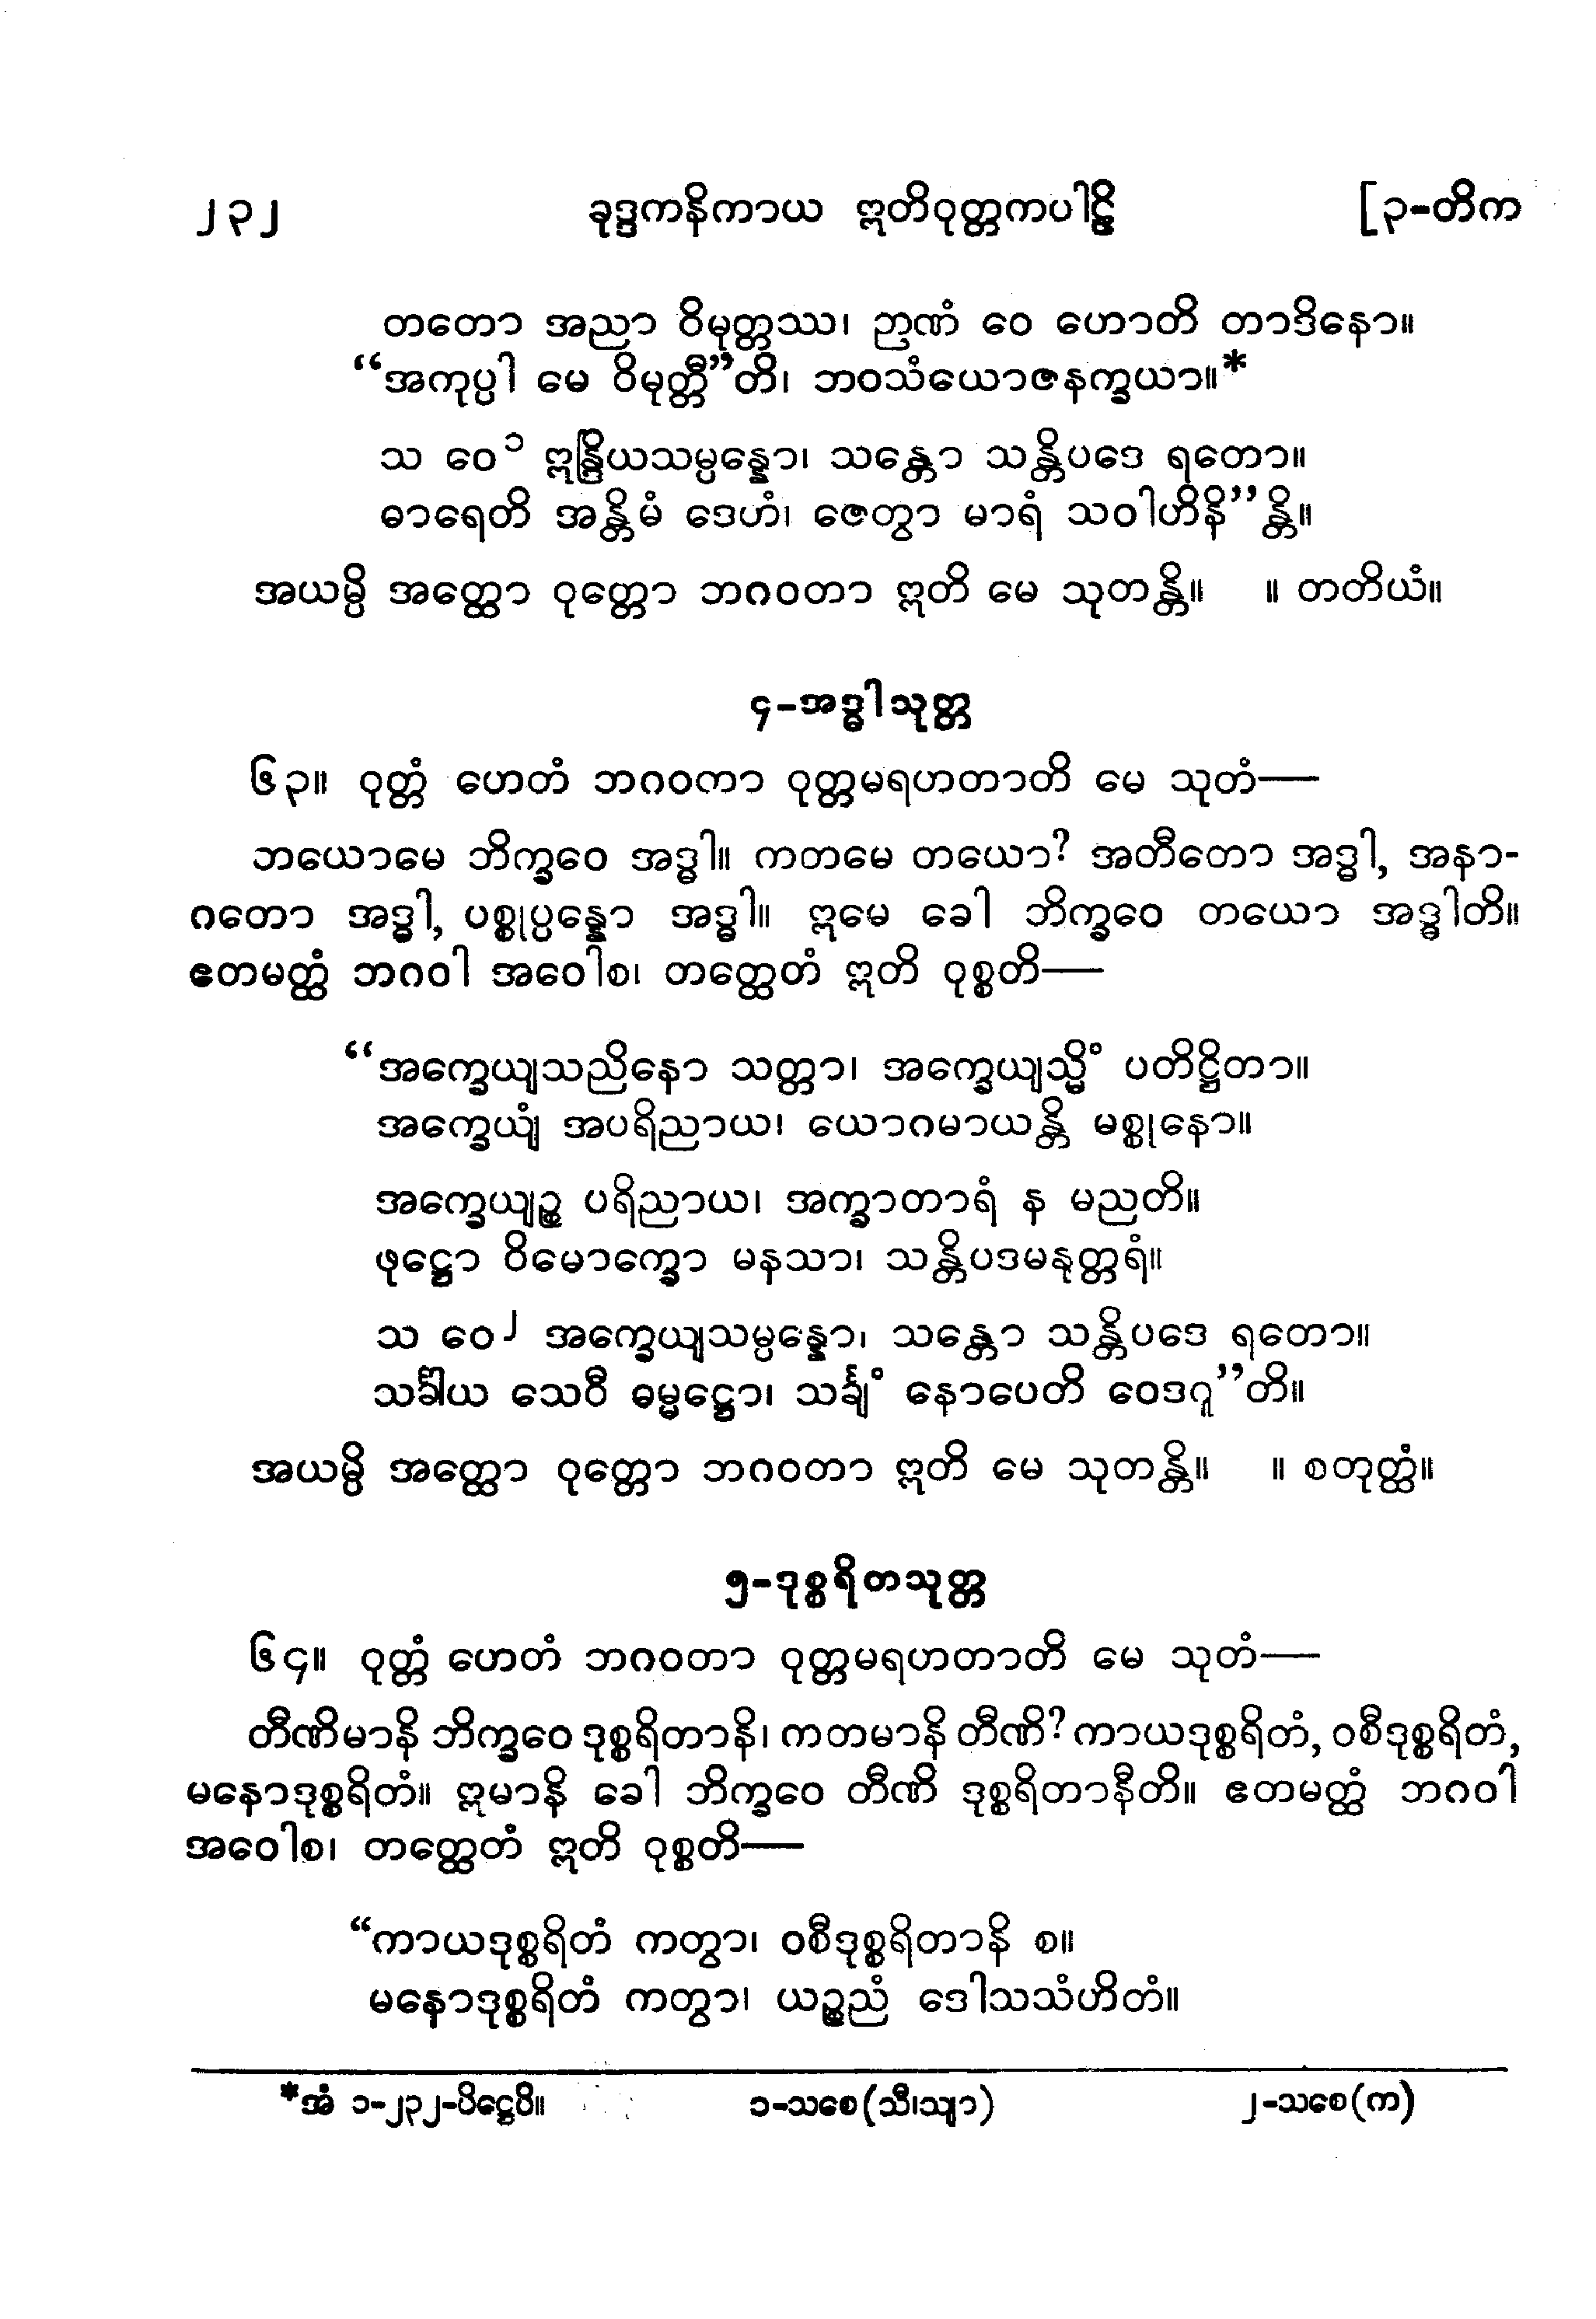 ၂၃၂ ခုဒ္ဒကနိကာယ ဣတိဝုတ္တကပါဠိ [၃-တိက
တတော အညာ ဝိမုတ္တဿ၊ ဉာဏံ ဝေ ဟောတိ တာဒိနော။
“အကုပ္ပါ မေ ဝိမုတ္တီ”တိ၊ ဘဝသံယောဇနက္ခယာ။*
သ ဝေ ၁ ဣန္ဒြိယသမ္ပန္နော၊ သန္တော သန္တိပဒေ ရတော။
ဓာရေတိ အန္တိမံ ဒေဟံ၊ ဇေတွာ မာရံ သဝါဟိနိ”န္တိ။
အယမ္ပိ အတ္ထော ဝုတ္တော ဘဂဝတာ ဣတိ မေ သုတန္တိ။ ။ တတိယံ။
၄-အဒ္ဓါသုတ္တ
၆၃။ ဝုတ္တံ ဟေတံ ဘဂဝကာ ဝုတ္တမရဟတာတိ မေ သုတံ—
ဘယောမေ ဘိက္ခဝေ အဒ္ဓါ။ ကတမေ တယော? အတီတော အဒ္ဓါ, အနာ-
ဂတော အဒ္ဓါ, ပစ္စုပ္ပန္နော အဒ္ဓါ။ ဣမေ ခေါ ဘိက္ခဝေ တယော အဒ္ဓါတိ။
ဧတမတ္ထံ ဘဂဝါ အဝေါစ၊ တတ္ထေတံ ဣတိ ဝုစ္စတိ—
“အက္ခေယျသညိနော သတ္တာ၊ အက္ခေယျသ္မိံ ပတိဋ္ဌိတာ။
အက္ခေယျံ အပရိညာယ၊ ယောဂမာယန္တိ မစ္စုနော။
အက္ခေယျဉ္စ ပရိညာယ၊ အက္ခာတာရံ န မညတိ။
ဖုဋ္ဌော ဝိမောက္ခော မနသာ၊ သန္တိပဒမနုတ္တရံ။
သ ဝေ ၂ အက္ခေယျသမ္ပန္နော၊ သန္တော သန္တိပဒေ ရတော။
သင်္ခါယ သေဝီ ဓမ္မဋ္ဌော၊ သင်္ချံ နောပေတိ ဝေဒဂူ”တိ။
အယမ္ပိ အတ္ထော ဝုတ္တော ဘဂဝတာ ဣတိ မေ သုတန္တိ။ ။ စတုတ္ထံ။
၅-ဒုစ္စရိတသုတ္တ
၆၄။ ဝုတ္တံ ဟေတံ ဘဂဝတာ ဝုတ္တမရဟတာတိ မေ သုတံ—
တီဏိမာနိ ဘိက္ခဝေ ဒုစ္စရိတာနိ၊ ကတမာနိ တီဏိ? ကာယဒုစ္စရိတံ, ဝစီဒုစ္စရိတံ,
မနောဒုစ္စရိတံ။ ဣမာနိ ခေါ ဘိက္ခဝေ တီဏိ ဒုစ္စရိတာနီတိ။ ဧတမတ္ထံ ဘဂဝါ
အဝေါစ၊ တတ္ထေတံ ဣတိ ဝုစ္စတိ—
“ကာယဒုစ္စရိတံ ကတွာ၊ ဝစီဒုစ္စရိတာနိ စ။
မနောဒုစ္စရိတံ ကတွာ၊ ယဉ္စညံ ဒေါသသံဟိတံ။
*အံ ၁-၂၃၂-ပိဋ္ဌေပိ။ ၁-သစေ(သီ၊သျာ) ၂-သစေ(က)